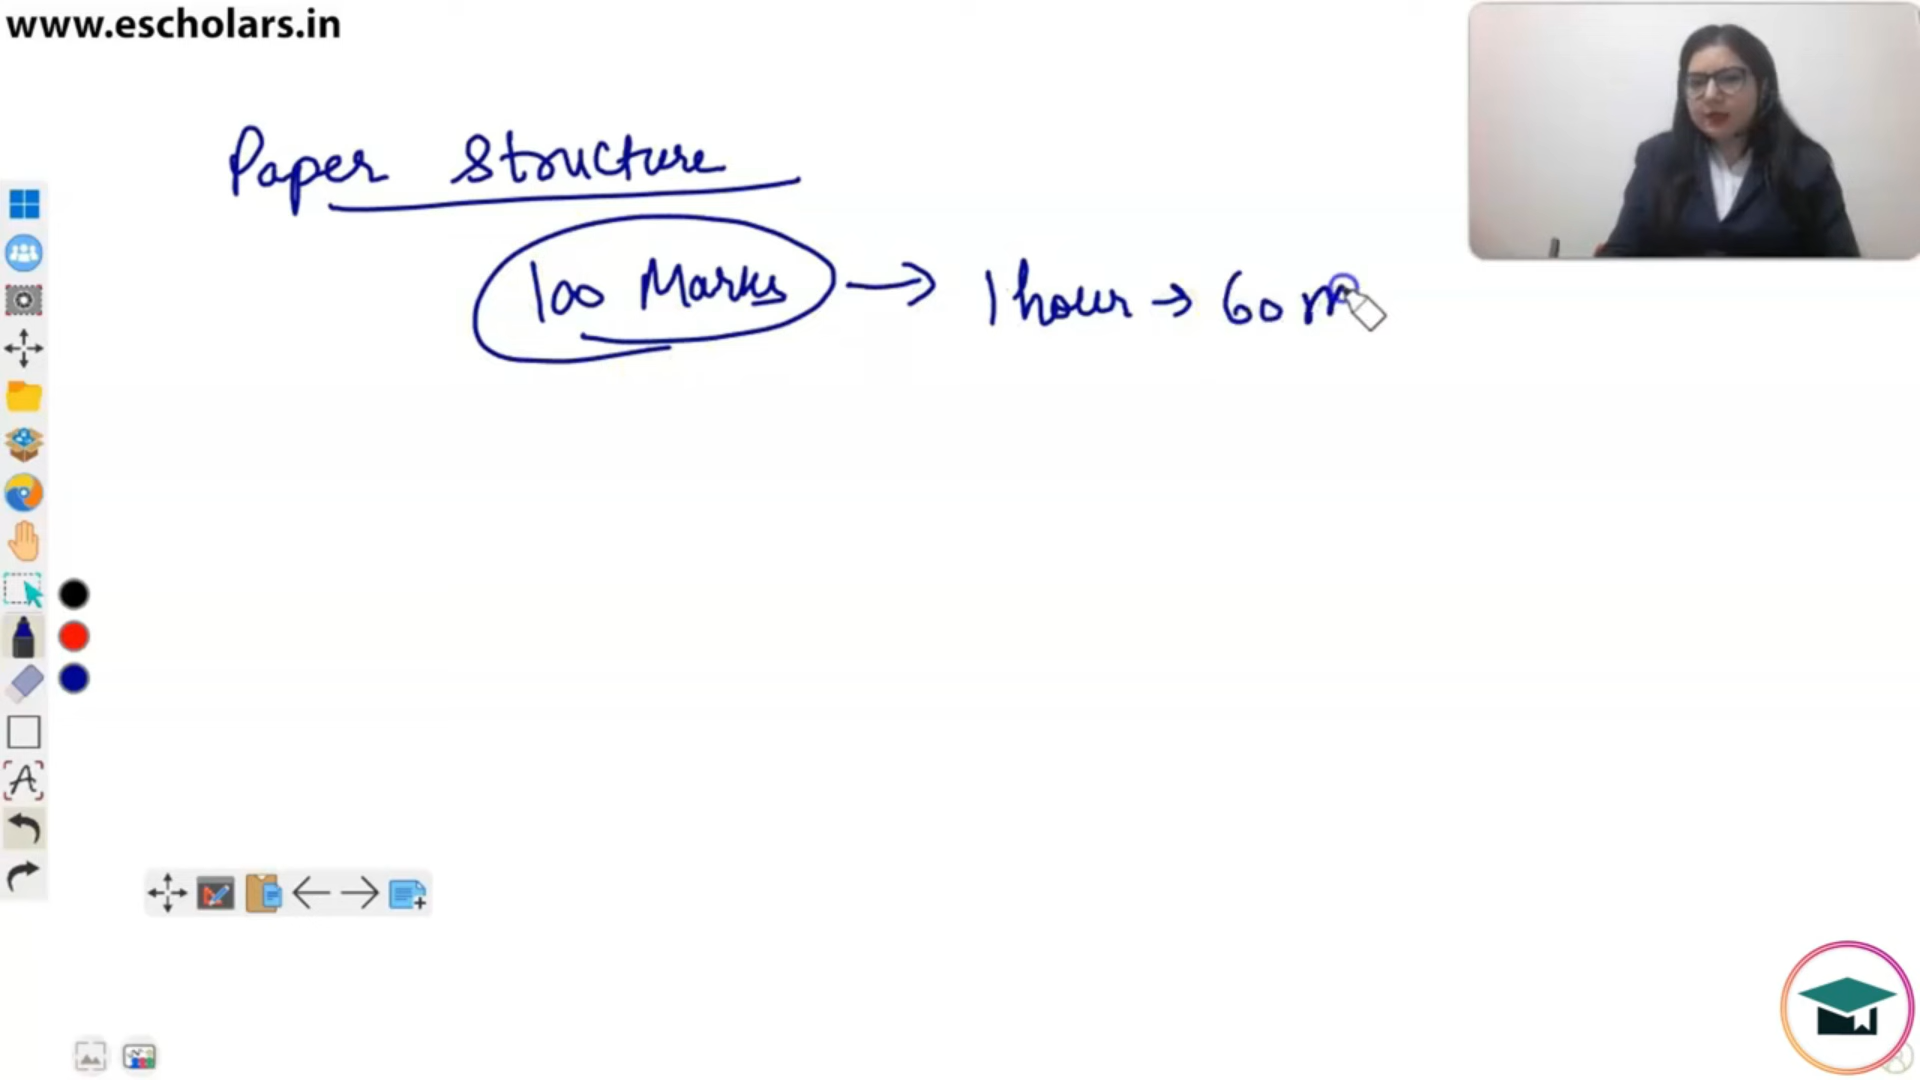 www.escholars.in
Paper Structure
100 Marks → 1 hour → 60 m